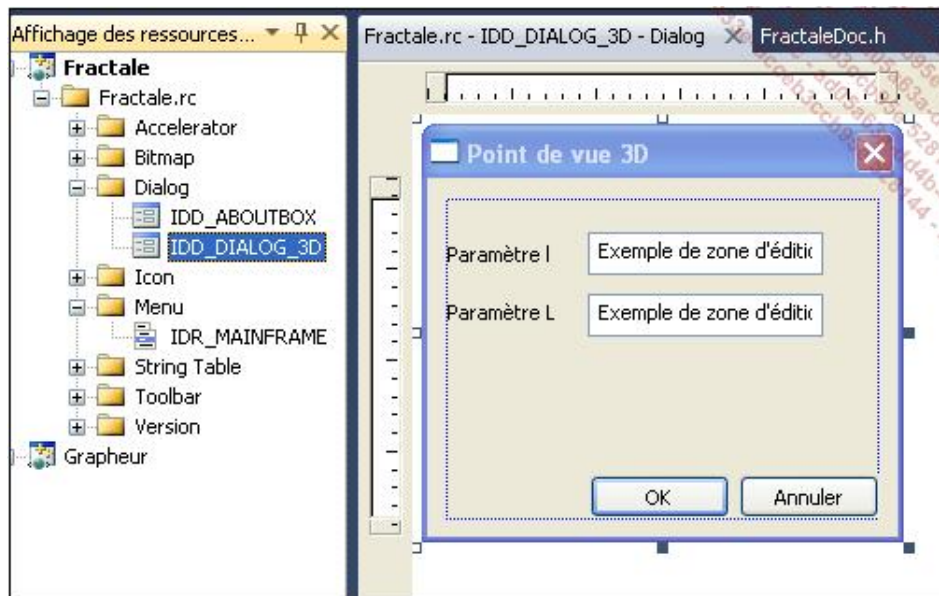 Affichage des ressources...
Fractale
Fractale.rc
Accelerator
Bitmap
Dialog
IDD_ABOUTBOX
IDD_DIALOG_3D
Icon
Menu
IDR_MAINFRAME
String Table
Toolbar
Version
Grapheur
Fractale.rc - IDD_DIALOG_3D - Dialog
FractaleDoc.h
Point de vue 3D
Paramètre l
Exemple de zone d'éditic
Paramètre L
Exemple de zone d'éditic
OK
Annuler